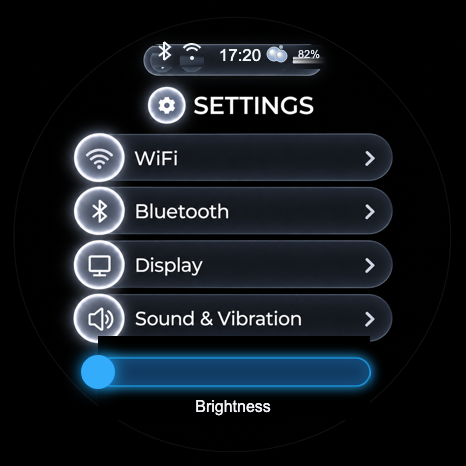 17:20 82%
SETTINGS
WiFi
Bluetooth
Display
Sound & Vibration
Brightness